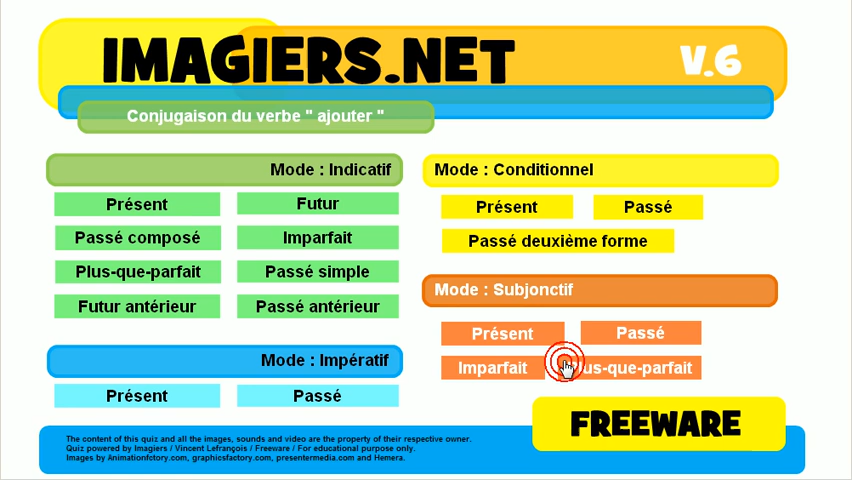 IMAGIERS.NET
V.6
Conjugaison du verbe " ajouter "
Mode : Indicatif
Présent
Futur
Passé composé
Imparfait
Plus-que-parfait
Passé simple
Futur antérieur
Passé antérieur
Mode : Impératif
Présent
Passé
Mode : Conditionnel
Présent
Passé
Passé deuxième forme
Mode : Subjonctif
Présent
Passé
Imparfait
Plus-que-parfait
FREEWARE
The content of this quiz and all the images, sounds and video are the property of their respective owner.
Quiz powered by Imagiers / Vincent Lefrançois / Freeware / For educational purpose only.
Images by Animationfctory.com, graphicsfactory.com, presentermedia.com and Hemera.